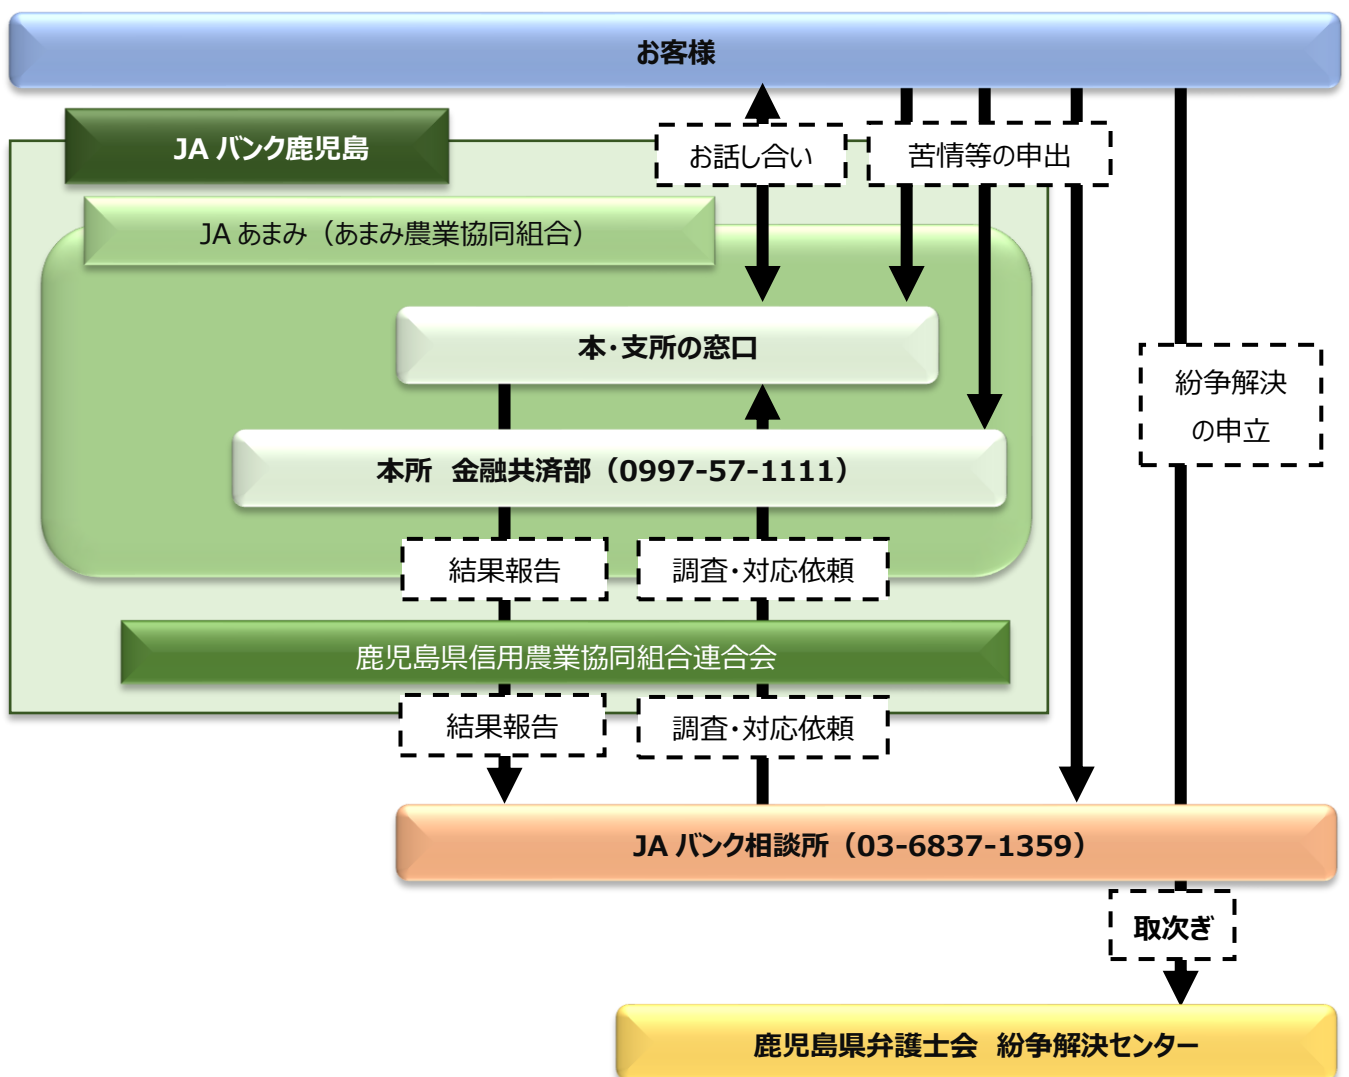 お客様
JA バンク鹿児島
お話し合い
苦情等の申出
JA あまみ（あまみ農業協同組合）
本・支所の窓口
紛争解決
の申立
本所 金融共済部（0997-57-1111）
結果報告
調査・対応依頼
鹿児島県信用農業協同組合連合会
結果報告
調査・対応依頼
JA バンク相談所（03-6837-1359）
取次ぎ
鹿児島県弁護士会 紛争解決センター